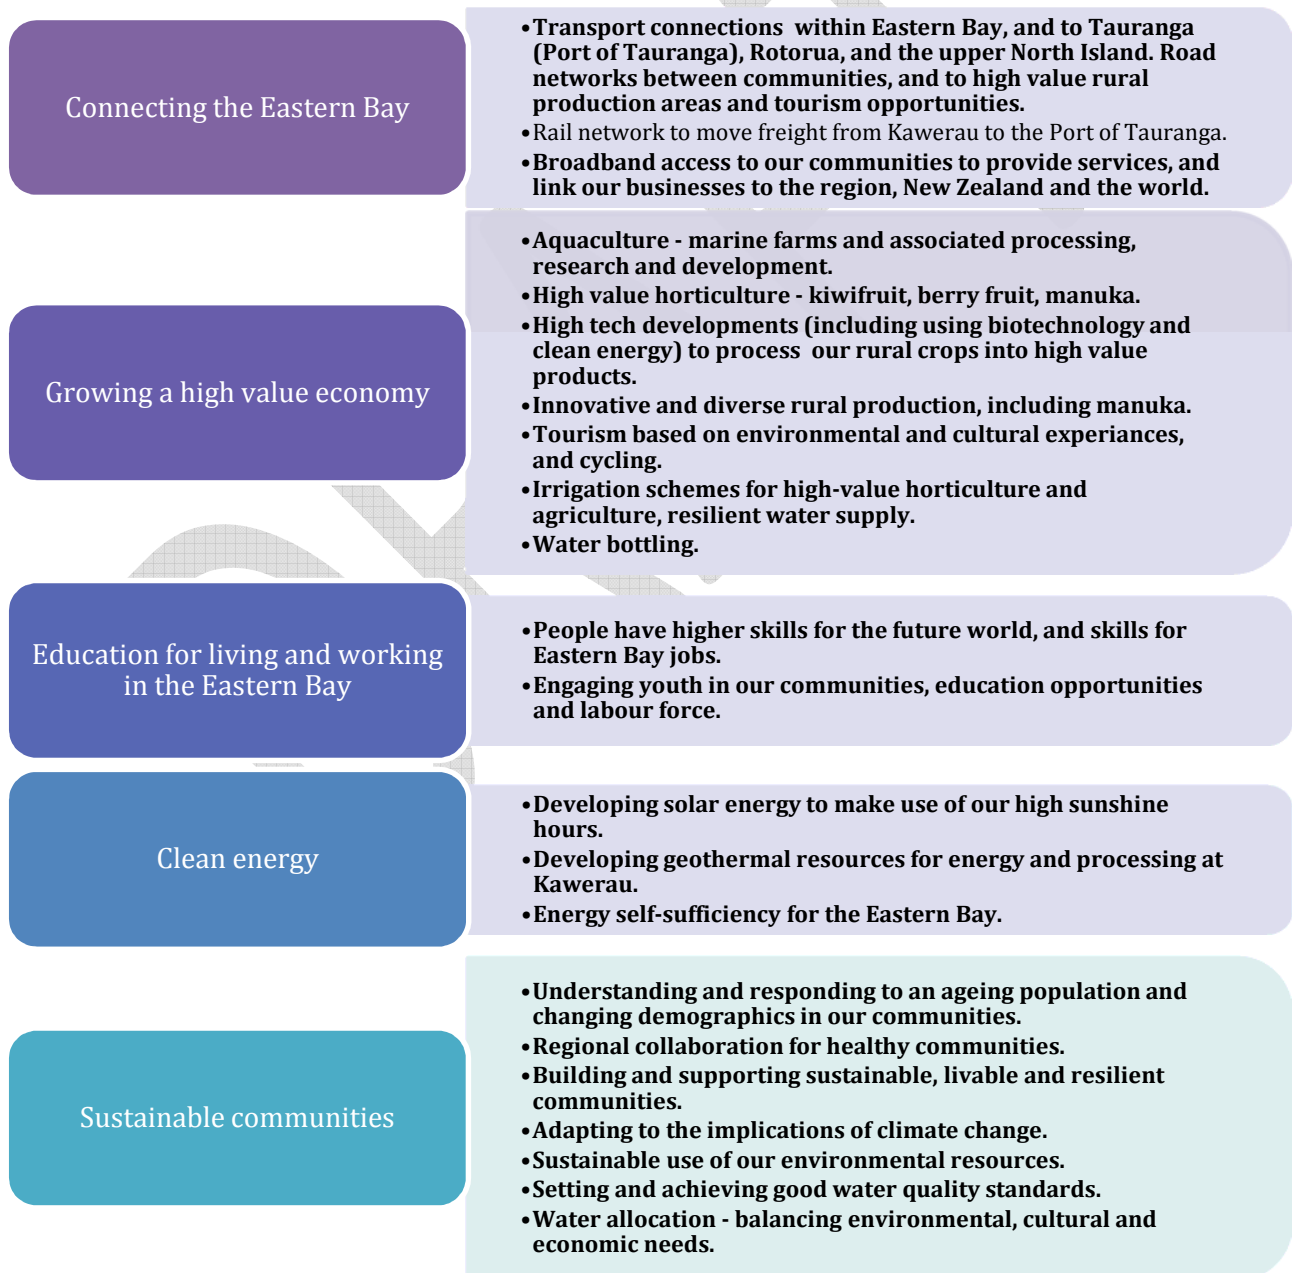 Connecting the Eastern Bay
•Transport connections within Eastern Bay, and to Tauranga
(Port of Tauranga), Rotorua, and the upper North Island. Road
networks between communities, and to high value rural
production areas and tourism opportunities.
•Rail network to move freight from Kawerau to the Port of Tauranga.
•Broadband access to our communities to provide services, and
link our businesses to the region, New Zealand and the world.
Growing a high value economy
•Aquaculture - marine farms and associated processing,
research and development.
•High value horticulture - kiwifruit, berry fruit, manuka.
•High tech developments (including using biotechnology and
clean energy) to process our rural crops into high value
products.
•Innovative and diverse rural production, including manuka.
•Tourism based on environmental and cultural experiances,
and cycling.
•Irrigation schemes for high-value horticulture and
agriculture, resilient water supply.
•Water bottling.
Education for living and working
in the Eastern Bay
•People have higher skills for the future world, and skills for
Eastern Bay jobs.
•Engaging youth in our communities, education opportunities
and labour force.
Clean energy
•Developing solar energy to make use of our high sunshine
hours.
•Developing geothermal resources for energy and processing at
Kawerau.
•Energy self-sufficiency for the Eastern Bay.
Sustainable communities
•Understanding and responding to an ageing population and
changing demographics in our communities.
•Regional collaboration for healthy communities.
•Building and supporting sustainable, livable and resilient
communities.
•Adapting to the implications of climate change.
•Sustainable use of our environmental resources.
•Setting and achieving good water quality standards.
•Water allocation - balancing environmental, cultural and
economic needs.